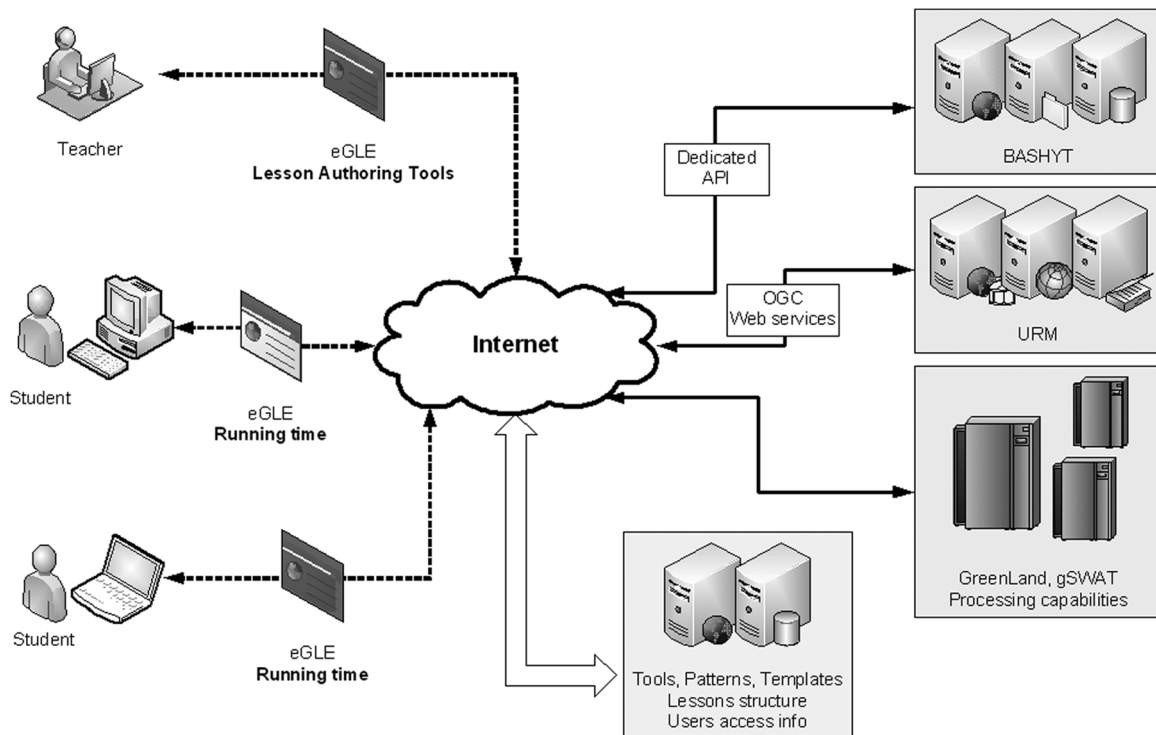 Teacher
eGLE
Lesson Authoring Tools
Dedicated
API
BASHYT
OGC
Web services
URM
Internet
Student
eGLE
Running time
GreenLand, gSWAT
Processing capabilities
Student
eGLE
Running time
Tools, Patterns, Templates
Lessons structure
Users access info